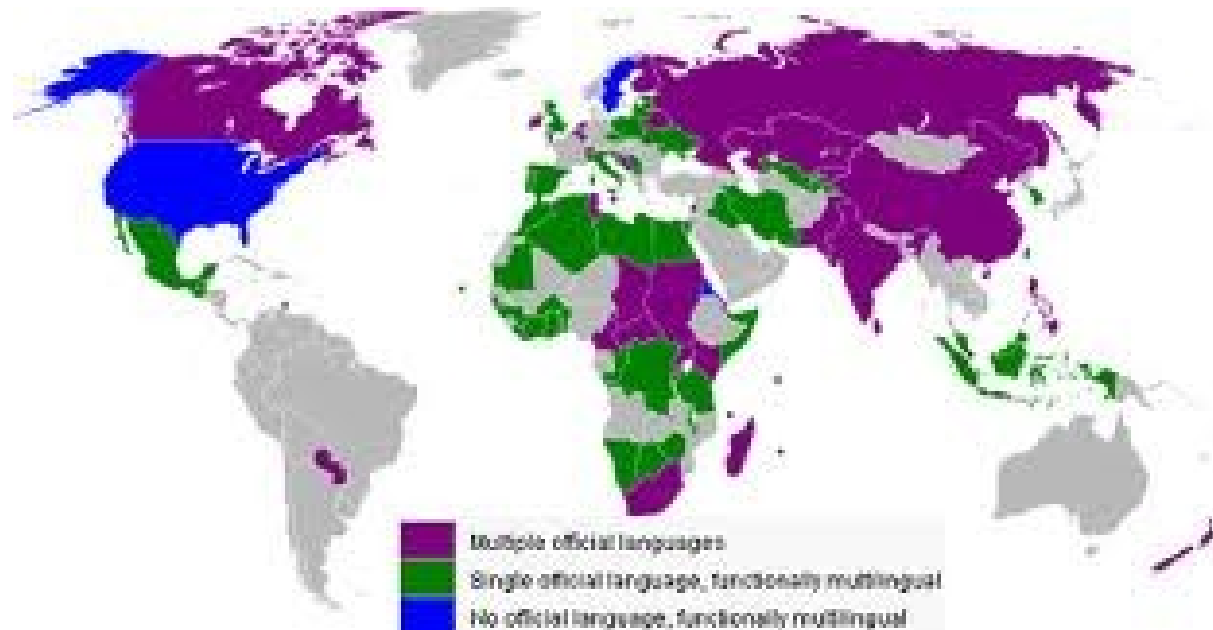 Multiple official languages
Single official language, functionally multilingual
No official language, functionally multilingual